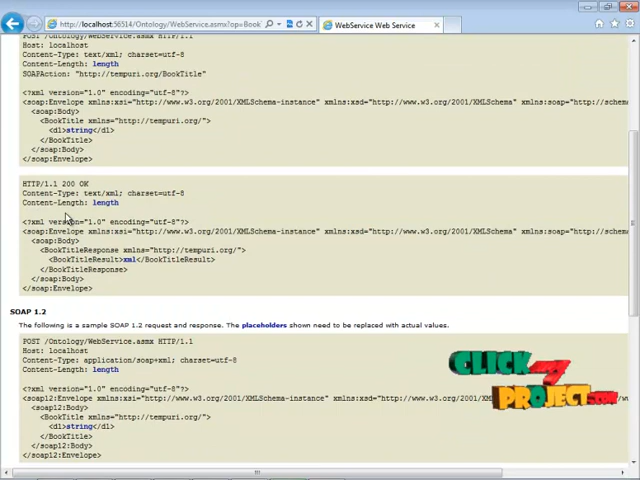 http://localhost:56514/Ontology/WebService.asmx?op=Book
WebService Web Service
POST /Ontology/WebService.asmx HTTP/1.1
Host: localhost
Content-Type: text/xml; charset=utf-8
Content-Length: length
SOAPAction: "http://tempuri.org/BookTitle"
<?xml version="1.0" encoding="utf-8"?>
<soap:Envelope xmlns:xsi="http://www.w3.org/2001/XMLSchema-instance" xmlns:xsd="http://www.w3.org/2001/XMLSchema" xmlns:soap="http://schema
<soap:Body>
<BookTitle xmlns="http://tempuri.org/">
<dl>string</dl>
</BookTitle>
</soap:Body>
</soap:Envelope>
HTTP/1.1 200 OK
Content-Type: text/xml; charset=utf-8
Content-Length: length
<?xml version="1.0" encoding="utf-8"?>
<soap:Envelope xmlns:xsi="http://www.w3.org/2001/XMLSchema-instance" xmlns:xsd="http://www.w3.org/2001/XMLSchema" xmlns:soap="http://schema
<soap:Body>
<BookTitleResponse xmlns="http://tempuri.org/">
<BookTitleResult>xml</BookTitleResult>
</BookTitleResponse>
</soap:Body>
</soap:Envelope>
SOAP 1.2
The following is a sample SOAP 1.2 request and response. The placeholders shown need to be replaced with actual values.
POST /Ontology/WebService.asmx HTTP/1.1
Host: localhost
Content-Type: application/soap+xml; charset=utf-8
Content-Length: length
<?xml version="1.0" encoding="utf-8"?>
<soap12:Envelope xmlns:xsi="http://www.w3.org/2001/XMLSchema-instance" xmlns:xsd="http://www.w3.org/2001/XML
<soap12:Body>
<BookTitle xmlns="http://tempuri.org/">
<dl>string</dl>
</BookTitle>
</soap12:Body>
</soap12:Envelope>
CLICK my
PROJECT.com